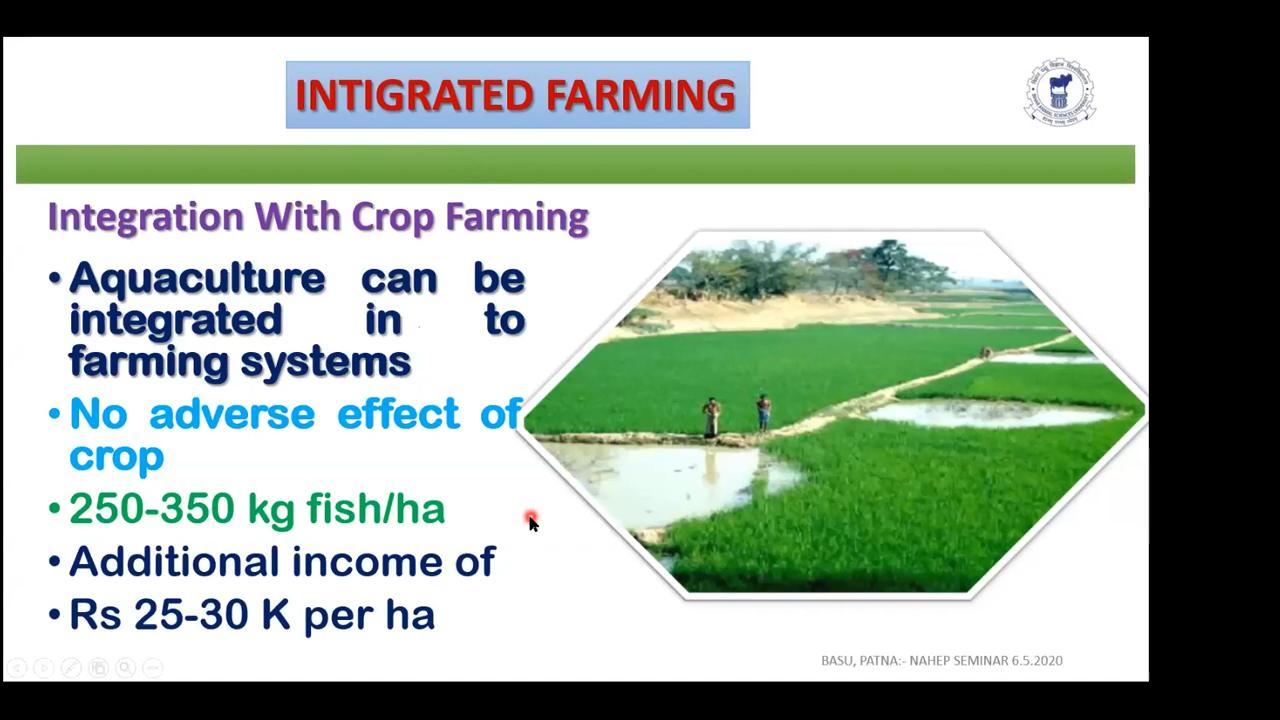 INTIGRATED FARMING
Integration With Crop Farming
• Aquaculture can be
integrated in to
farming systems
• No adverse effect of
crop
• 250-350 kg fish/ha
• Additional income of
• Rs 25-30 K per ha
BASU, PATNA:- NAHEP SEMINAR 6.5.2020